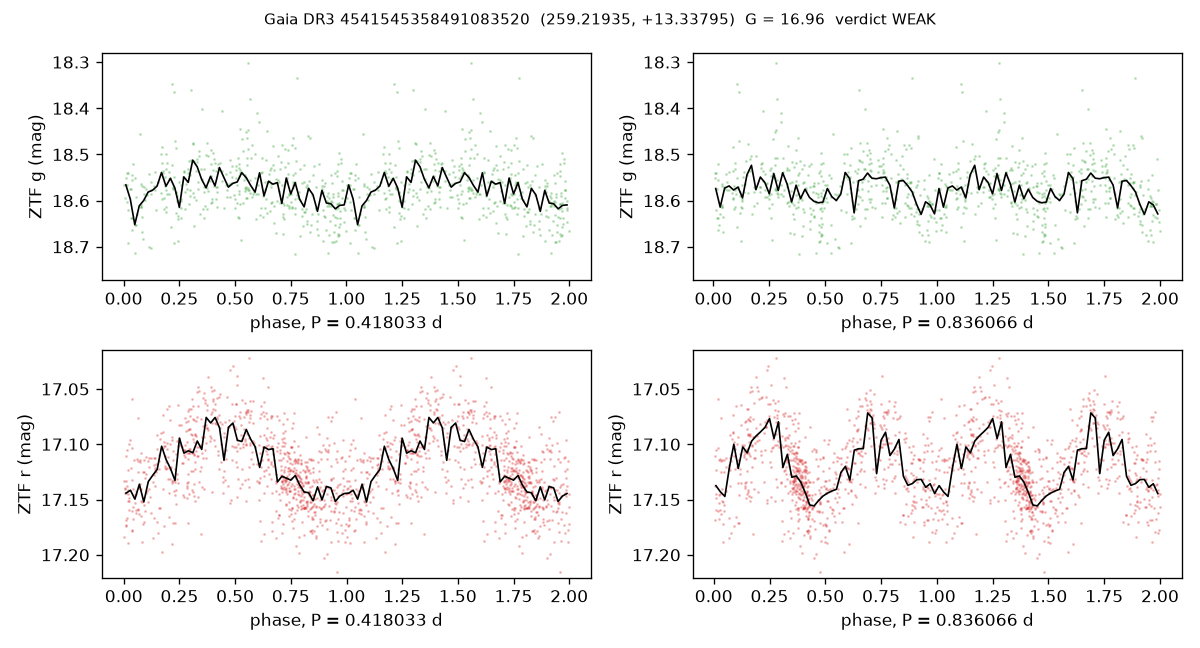 Gaia DR3 4541545358491083520 (259.21935, +13.33795) G = 16.96 verdict WEAK
ZTF g (mag)
18.3
18.4
18.5
18.6
18.7
0.00 0.25 0.50 0.75 1.00 1.25 1.50 1.75 2.00
phase, P = 0.418033 d
ZTF g (mag)
18.3
18.4
18.5
18.6
18.7
0.00 0.25 0.50 0.75 1.00 1.25 1.50 1.75 2.00
phase, P = 0.836066 d
ZTF r (mag)
17.05
17.10
17.15
17.20
0.00 0.25 0.50 0.75 1.00 1.25 1.50 1.75 2.00
phase, P = 0.418033 d
ZTF r (mag)
17.05
17.10
17.15
17.20
0.00 0.25 0.50 0.75 1.00 1.25 1.50 1.75 2.00
phase, P = 0.836066 d